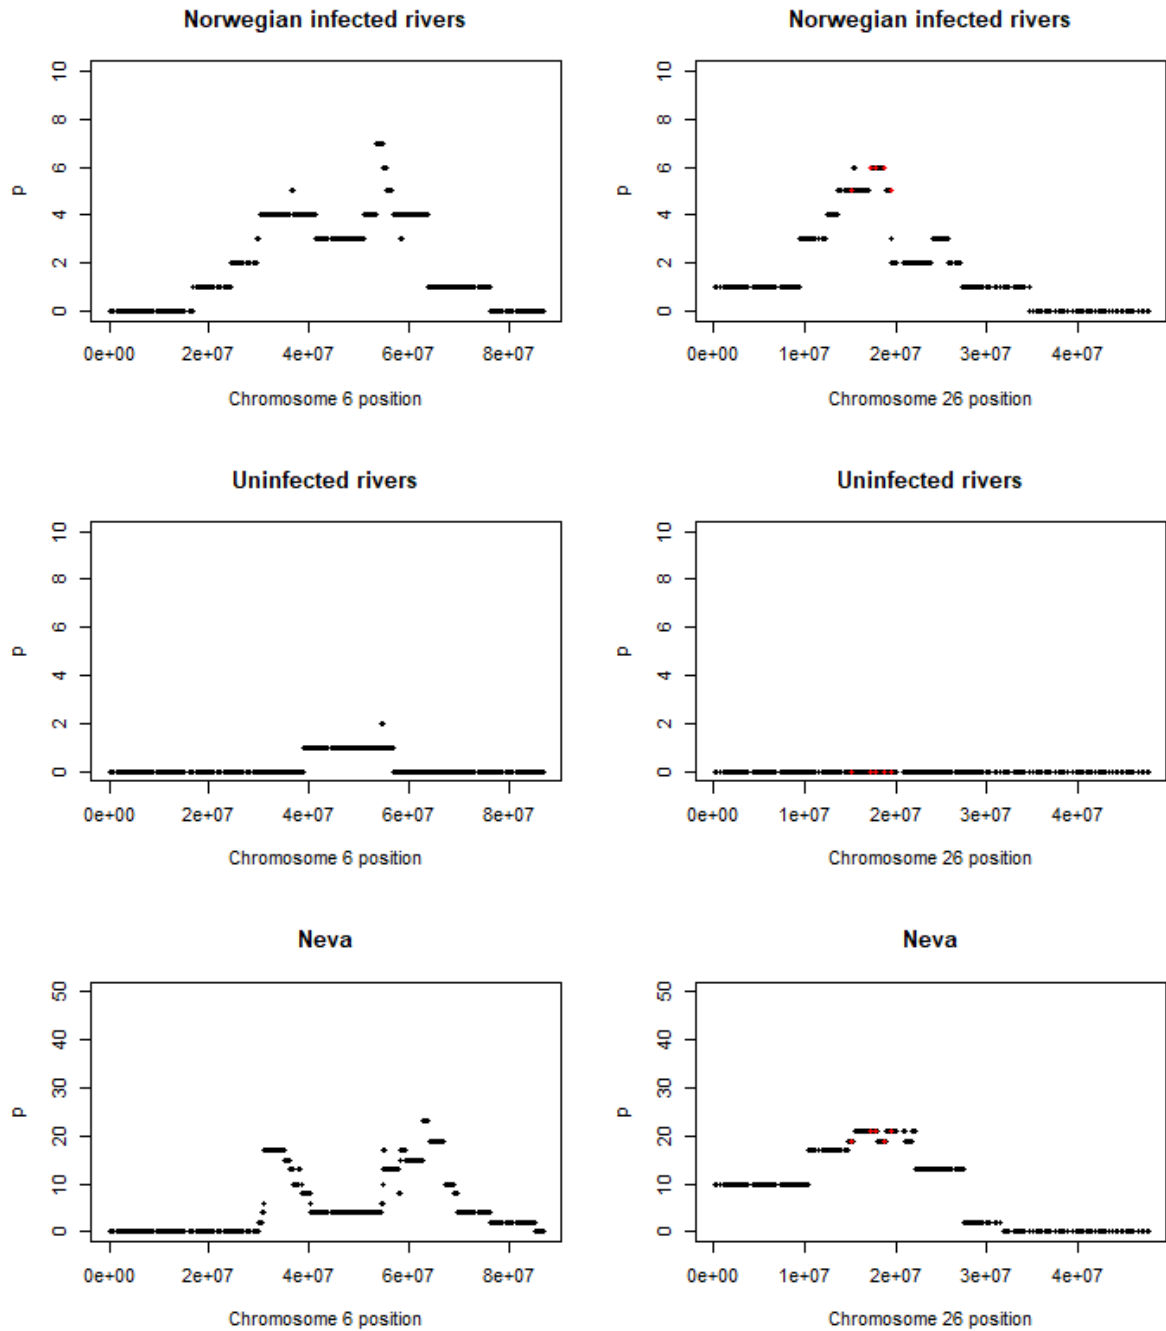 Norwegian infected rivers
10
8
6
4
2
0
p
0e+00 2e+07 4e+07 6e+07 8e+07
Chromosome 6 position
Norwegian infected rivers
10
8
6
4
2
0
p
0e+00 1e+07 2e+07 3e+07 4e+07
Chromosome 26 position
Uninfected rivers
10
8
6
4
2
0
p
0e+00 2e+07 4e+07 6e+07 8e+07
Chromosome 6 position
Uninfected rivers
10
8
6
4
2
0
p
0e+00 1e+07 2e+07 3e+07 4e+07
Chromosome 26 position
Neva
50
40
30
20
10
0
p
0e+00 2e+07 4e+07 6e+07 8e+07
Chromosome 6 position
Neva
50
40
30
20
10
0
p
0e+00 1e+07 2e+07 3e+07 4e+07
Chromosome 26 position